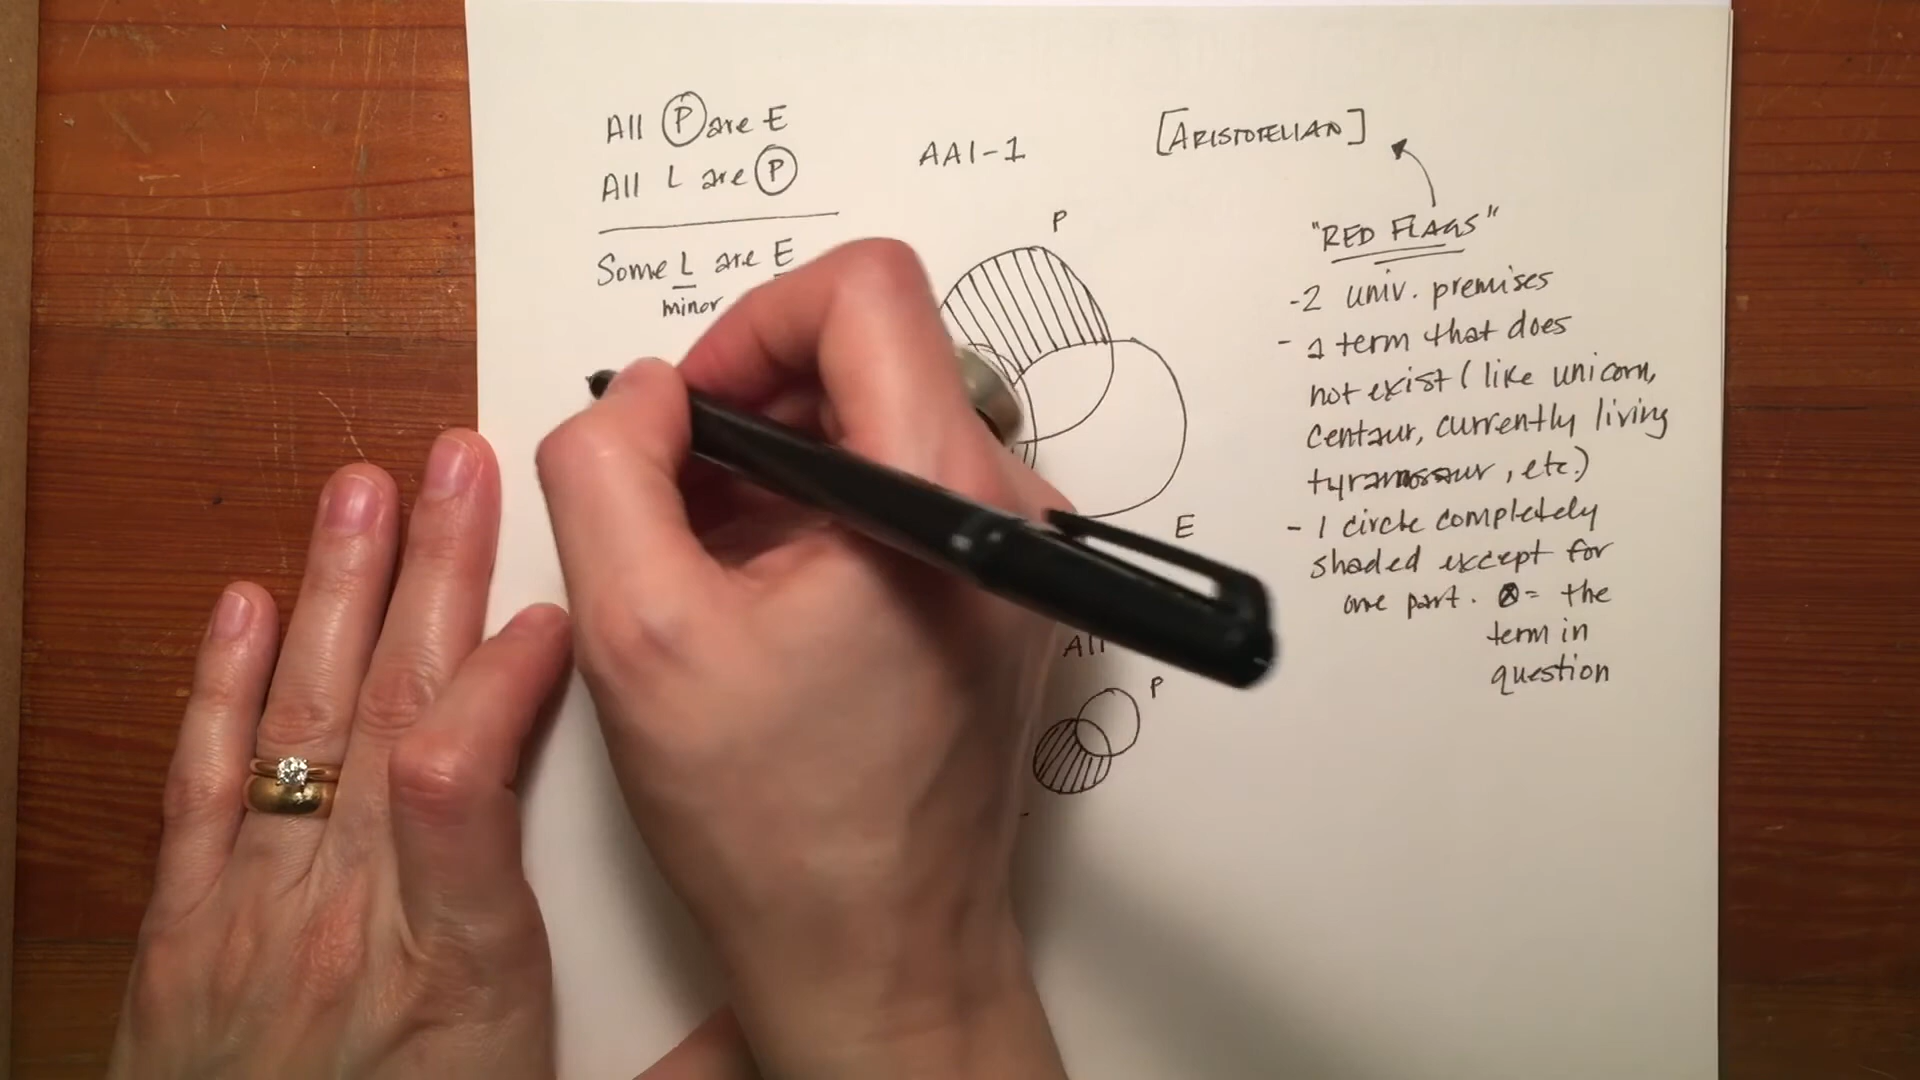 All P are E
All L are P
Some L are E
minor
AAI-1
[ARISTOTELIAN]
P
E
All
P
"RED FLAGS"
-2 univ. premises
- 1 term that does
not exist (like unicorn,
centaur, currently living
tyrannosaur, etc.)
- 1 circle completely
shaded except for
one part. ⊗= the
term in
question